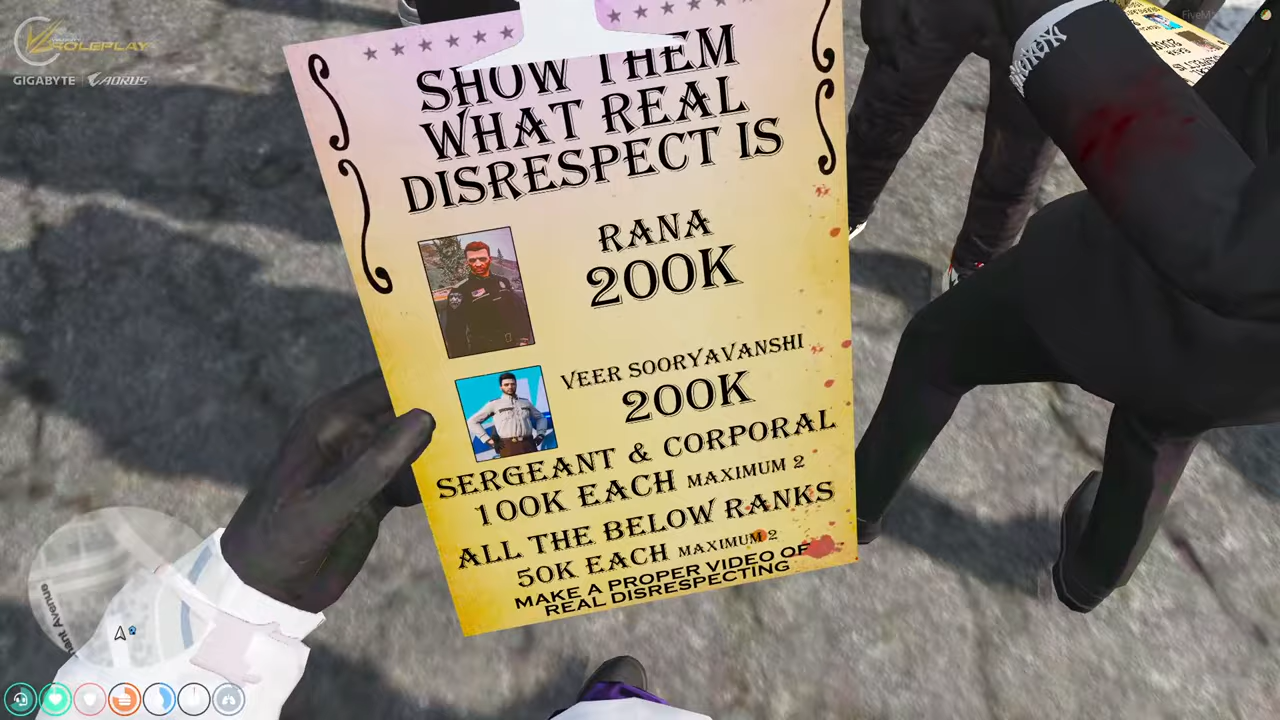 ROLEPLAY
GIGABYTE | AORUS
FiveM
SHOW THEM
WHAT REAL
DISRESPECT IS
RANA
200K
VEER SOORYAVANSHI
200K
SERGEANT & CORPORAL
100K EACH MAXIMUM 2
ALL THE BELOW RANKS
50K EACH MAXIMUM 2
MAKE A PROPER VIDEO OF
REAL DISRESPECTING